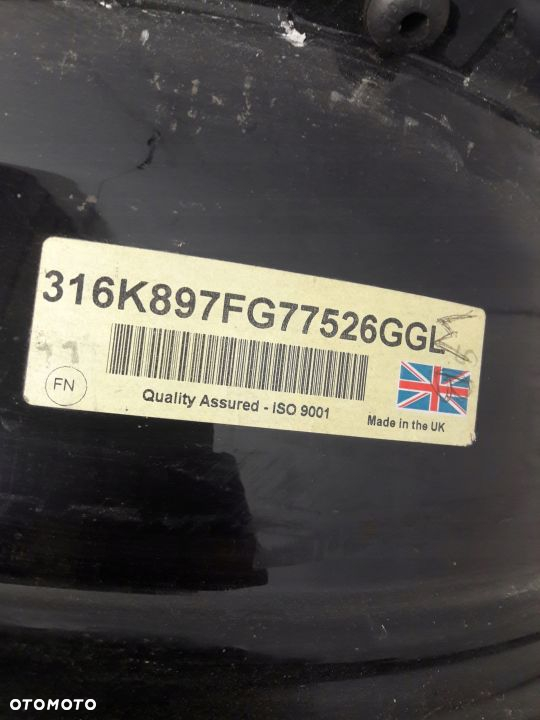 316K897FG77526GGL
FN
Quality Assured - ISO 9001
Made in the UK
OTOMOTO